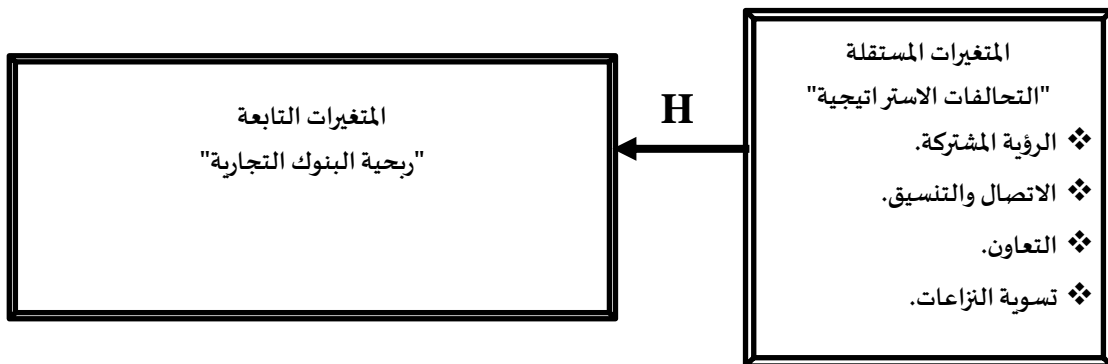 المتغيرات المستقلة
"التحالفات الاستراتيجية"
❖ الرؤية المشتركة.
❖ الاتصال والتنسيق.
❖ التعاون.
❖ تسوية النزاعات.
H
المتغيرات التابعة
"ربحية البنوك التجارية"